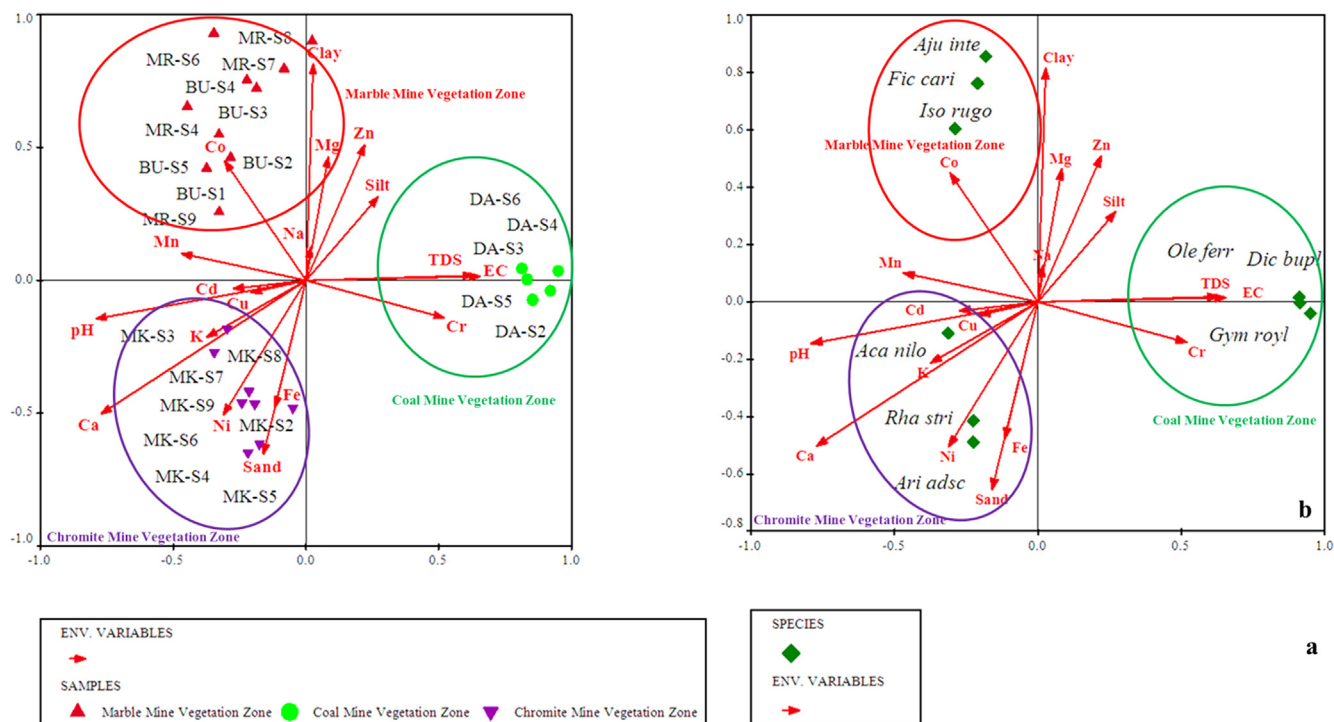 1.0
MR-S8
Clay
MR-S6
MR-S7
BU-S4
Marble Mine Vegetation Zone
BU-S3
MR-S4
Zn
0.5
Co
Mg
BU-S5
BU-S2
BU-S1
Silt
DA-S6
MR-S9
DA-S4
Na
Mn
DA-S3
TDS
EC
0.0
Cd
Cu
DA-S5
pH
Cr
MK-S3
K
DA-S2
MK-S8
MK-S7
Fe
Coal Mine Vegetation Zone
-0.5
MK-S9
Ca
Ni
MK-S2
MK-S6
Sand
MK-S4
MK-S5
Chromite Mine Vegetation Zone
-1.0
-1.0
-0.5
0.0
0.5
1.0
1.0
Aju inte
Clay
0.8
Fic cari
Iso rugo
0.6
Marble Mine Vegetation Zone
Zn
Co
Mg
0.4
Silt
Ole ferr
0.2
Na
Dic bupl
Mn
TDS
EC
0.0
Cd
Cu
Gym royl
pH
Aca nilo
Cr
-0.2
K
Rha stri
-0.4
Coal Mine Vegetation Zone
Ca
Ni
Fe
-0.6
Ari adsc
Sand
Chromite Mine Vegetation Zone
b
-0.8
-1.0
-0.5
0.0
0.5
1.0
ENV. VARIABLES
SAMPLES
Marble Mine Vegetation Zone
Coal Mine Vegetation Zone
Chromite Mine Vegetation Zone
SPECIES
a
ENV. VARIABLES